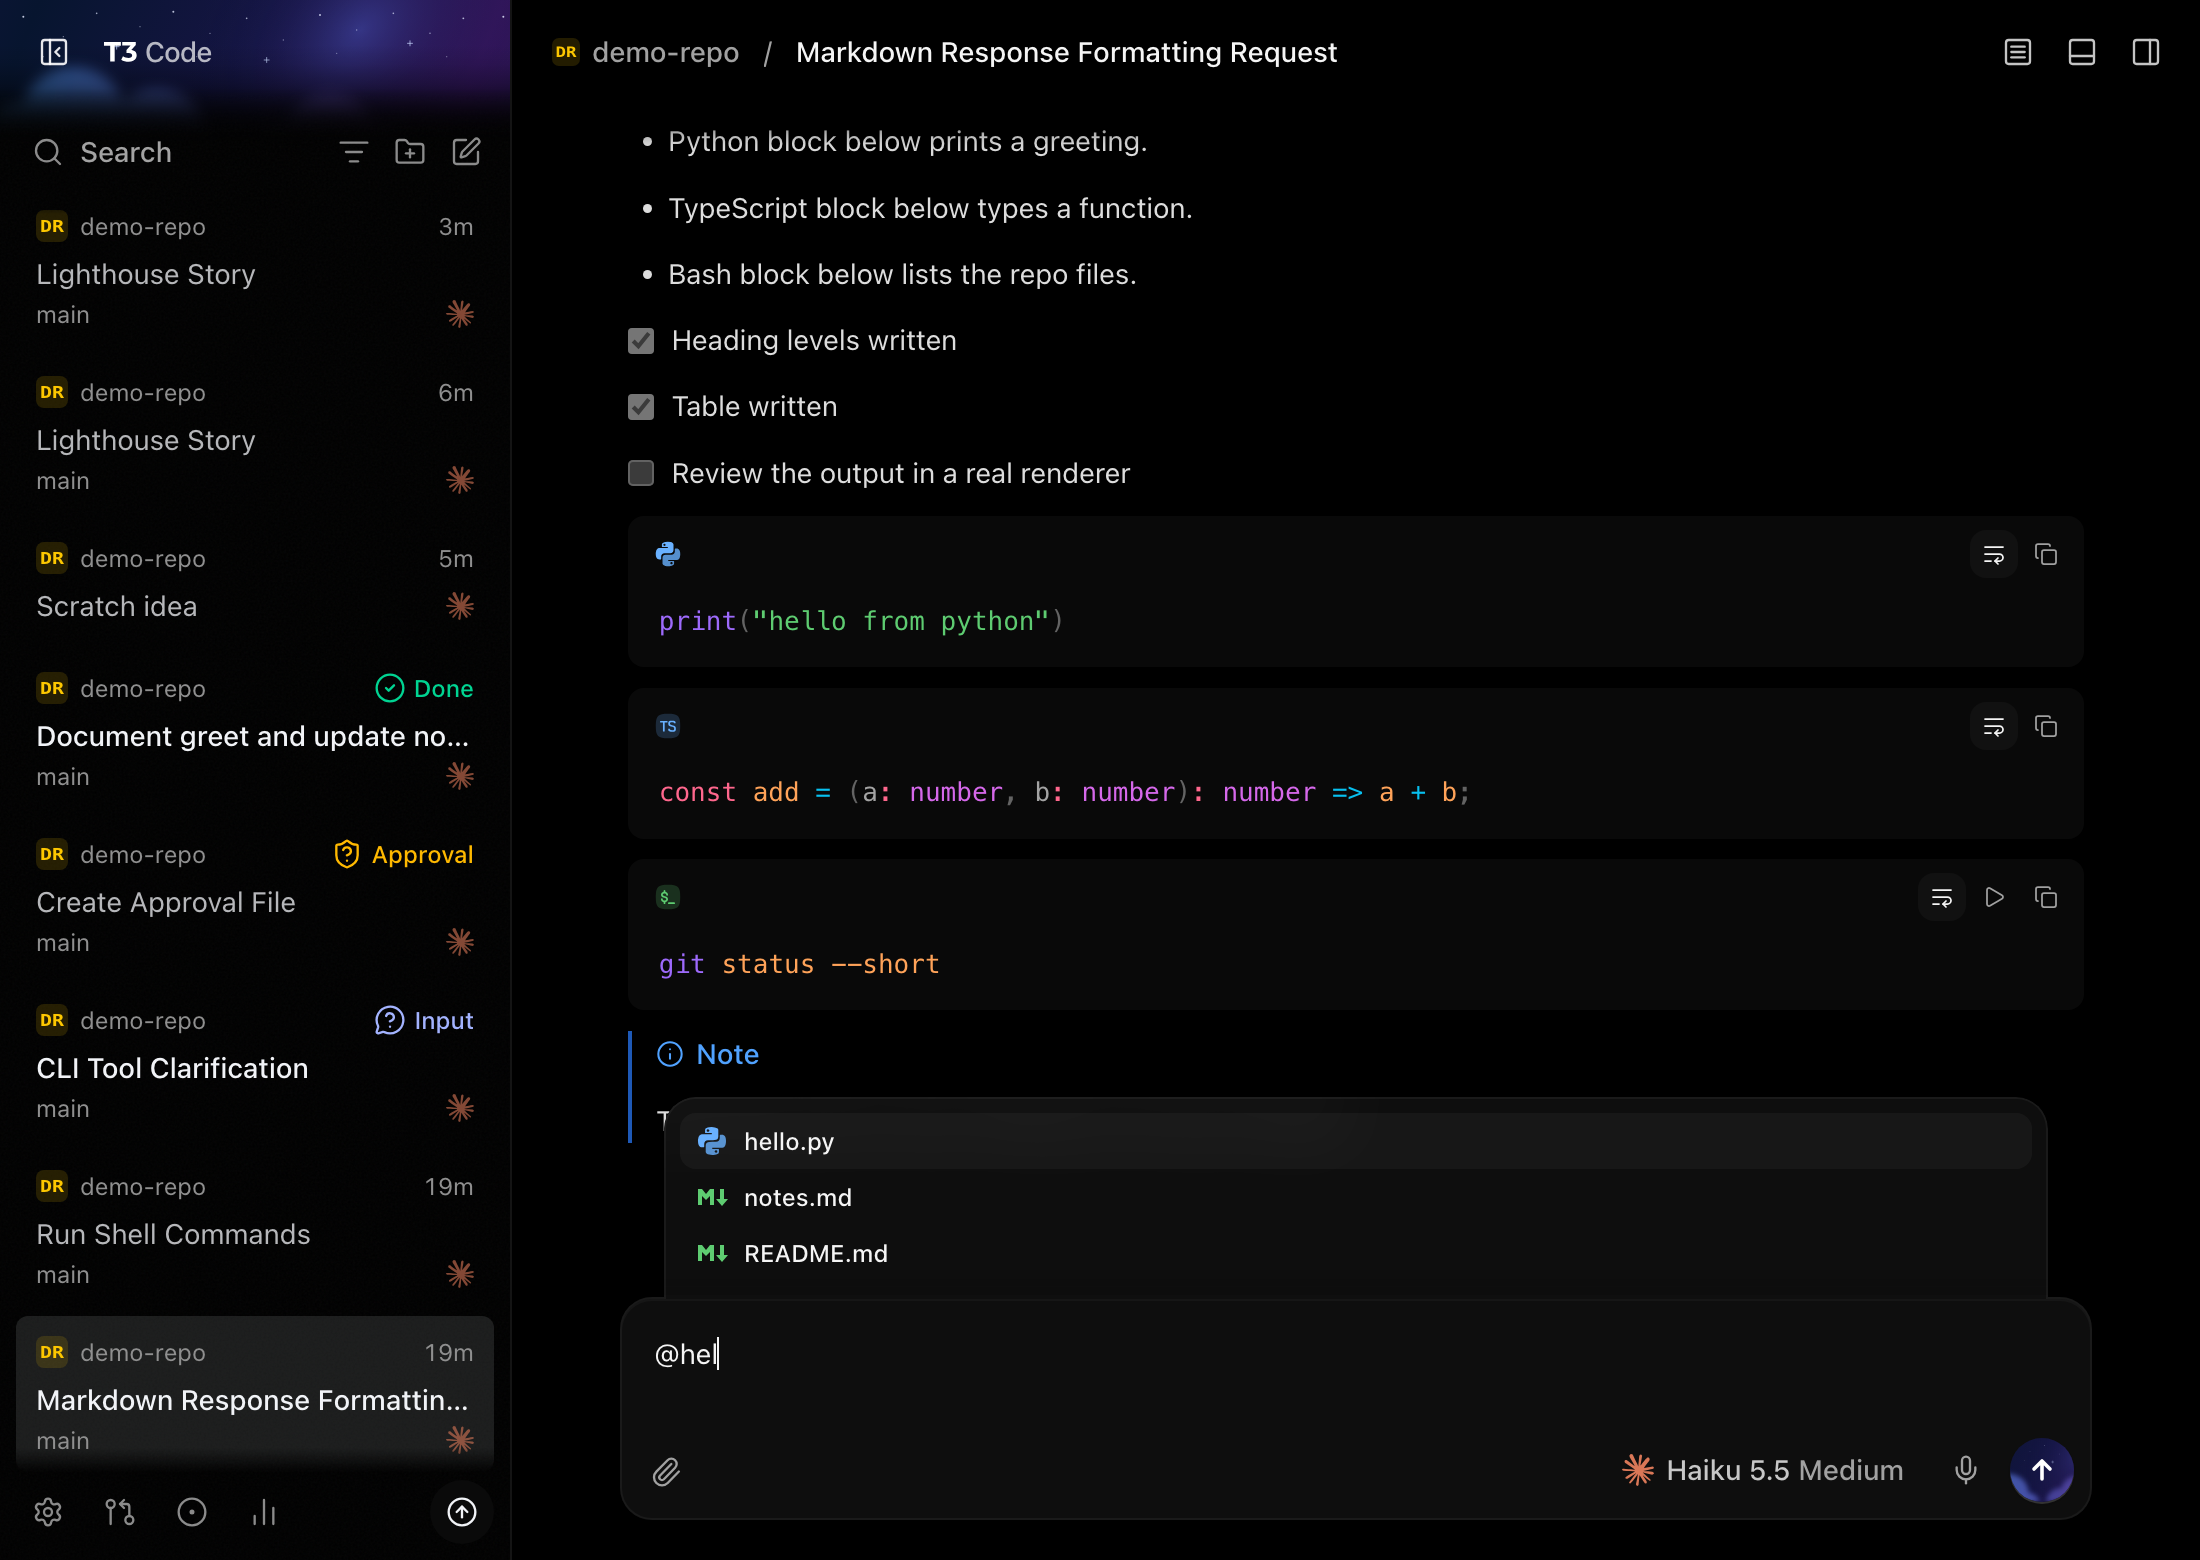 T3 Code
Search
DR demo-repo 3m
Lighthouse Story
main
DR demo-repo 6m
Lighthouse Story
main
DR demo-repo 5m
Scratch idea
DR demo-repo Done
Document greet and update no...
main
DR demo-repo Approval
Create Approval File
main
DR demo-repo Input
CLI Tool Clarification
main
DR demo-repo 19m
Run Shell Commands
main
DR demo-repo 19m
Markdown Response Formattin...
main
DR demo-repo / Markdown Response Formatting Request
• Python block below prints a greeting.
• TypeScript block below types a function.
• Bash block below lists the repo files.
Heading levels written
Table written
Review the output in a real renderer
print("hello from python")
TS
const add = (a: number, b: number): number => a + b;
$_
git status --short
Note
hello.py
M↓ notes.md
M↓ README.md
@hel
Haiku 5.5 Medium